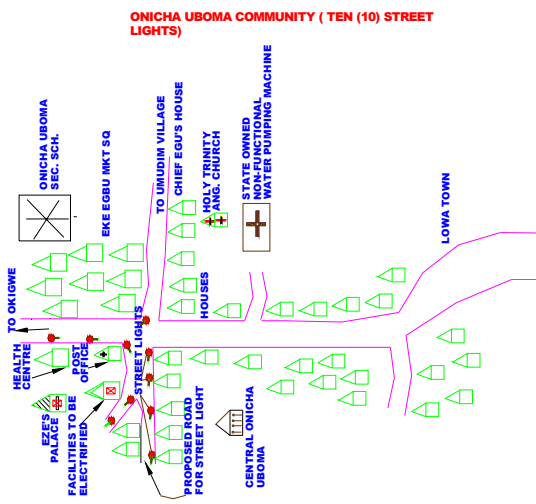 ONICHA UBOMA COMMUNITY ( TEN (10) STREET
LIGHTS)
ONICHA UBOMA
SEC. SCH.
EKE EGBU MKT SQ
TO UMUDIM VILLAGE
CHIEF EGU'S HOUSE
HOLY TRINITY
ANG. CHURCH
STATE OWNED
NON-FUNCTIONAL
WATER PUMPING MACHINE
LOWA TOWN
TO OKIGWE
HOUSES
HEALTH
CENTRE
POST
OFFICE
STREET LIGHTS
EZE'S
PALACE
FACILITIES TO BE
ELECTRIFIED
PROPOSED ROAD
FOR STREET LIGHT
CENTRAL ONICHA
UBOMA